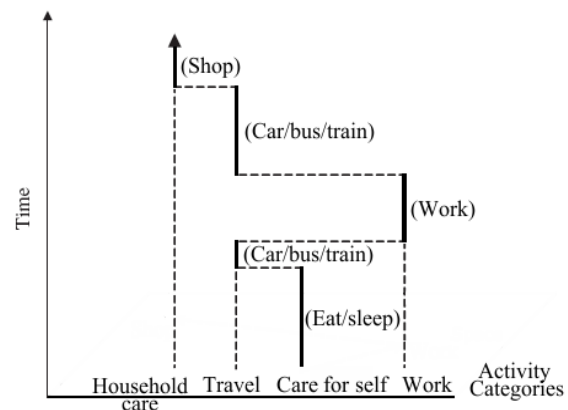 (Shop)
(Car/bus/train)
(Work)
(Car/bus/train)
(Eat/sleep)
Time
Household care
Travel
Care for self
Work
Activity
Categories